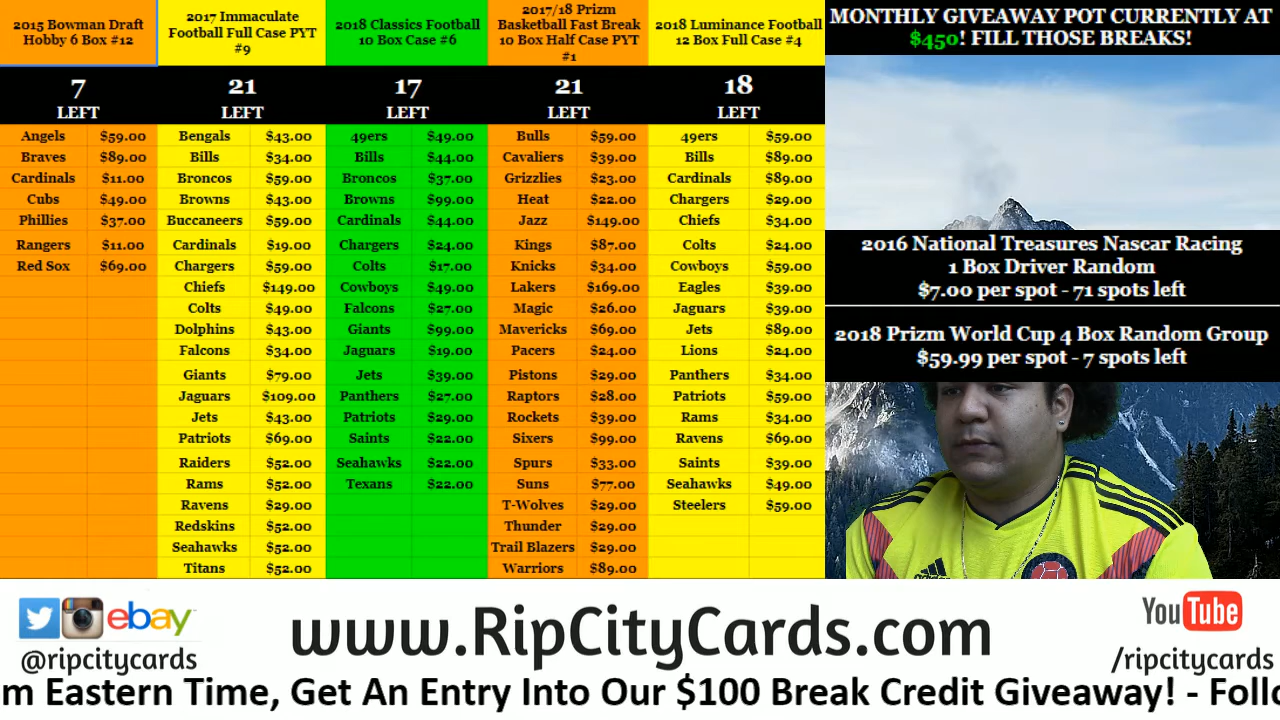 2015 Bowman Draft
Hobby 6 Box #12
7
LEFT
Angels $59.00
Braves $89.00
Cardinals $11.00
Cubs $49.00
Phillies $37.00
Rangers $11.00
Red Sox $69.00
2017 Immaculate
Football Full Case PYT
#9
21
LEFT
Bengals $43.00
Bills $34.00
Broncos $59.00
Browns $43.00
Buccaneers $59.00
Cardinals $19.00
Chargers $59.00
Chiefs $149.00
Colts $49.00
Dolphins $43.00
Falcons $34.00
Giants $79.00
Jaguars $109.00
Jets $43.00
Patriots $69.00
Raiders $52.00
Rams $52.00
Ravens $29.00
Redskins $52.00
Seahawks $52.00
Titans $52.00
2018 Classics Football
10 Box Case #6
17
LEFT
49ers $49.00
Bills $44.00
Broncos $37.00
Browns $99.00
Cardinals $44.00
Chargers $24.00
Colts $17.00
Cowboys $49.00
Falcons $27.00
Giants $99.00
Jaguars $19.00
Jets $39.00
Panthers $27.00
Patriots $29.00
Saints $22.00
Seahawks $22.00
Texans $22.00
2017/18 Prizm
Basketball Fast Break
10 Box Half Case PYT
#1
21
LEFT
Bulls $59.00
Cavaliers $39.00
Grizzlies $23.00
Heat $22.00
Jazz $149.00
Kings $87.00
Knicks $34.00
Lakers $169.00
Magic $26.00
Mavericks $69.00
Pacers $24.00
Pistons $29.00
Raptors $28.00
Rockets $39.00
Sixers $99.00
Spurs $33.00
Suns $77.00
T-Wolves $29.00
Thunder $29.00
Trail Blazers $29.00
Warriors $89.00
2018 Luminance Football
12 Box Full Case #4
18
LEFT
49ers $59.00
Bills $89.00
Cardinals $89.00
Chargers $29.00
Chiefs $34.00
Colts $24.00
Cowboys $59.00
Eagles $39.00
Jaguars $39.00
Jets $89.00
Lions $24.00
Panthers $34.00
Patriots $59.00
Rams $34.00
Ravens $69.00
Saints $39.00
Seahawks $49.00
Steelers $59.00
MONTHLY GIVEAWAY POT CURRENTLY AT
$450! FILL THOSE BREAKS!
2016 National Treasures Nascar Racing
1 Box Driver Random
$7.00 per spot - 71 spots left
2018 Prizm World Cup 4 Box Random Group
$59.99 per spot - 7 spots left
ebay
@ripcitycards
www.RipCityCards.com
YouTube
/ripcitycards
m Eastern Time, Get An Entry Into Our $100 Break Credit Giveaway! - Follo